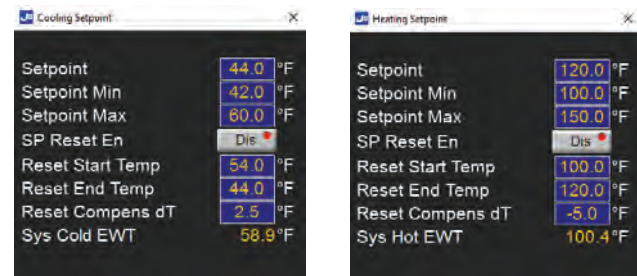 Cooling Setpoint
Setpoint 44.0 °F
Setpoint Min 42.0 °F
Setpoint Max 60.0 °F
SP Reset En Dis
Reset Start Temp 54.0 °F
Reset End Temp 44.0 °F
Reset Compens dT 2.5 °F
Sys Cold EWT 58.9 °F
Heating Setpoint
Setpoint 120.0 °F
Setpoint Min 100.0 °F
Setpoint Max 150.0 °F
SP Reset En Dis
Reset Start Temp 100.0 °F
Reset End Temp 120.0 °F
Reset Compens dT -5.0 °F
Sys Hot EWT 100.4 °F